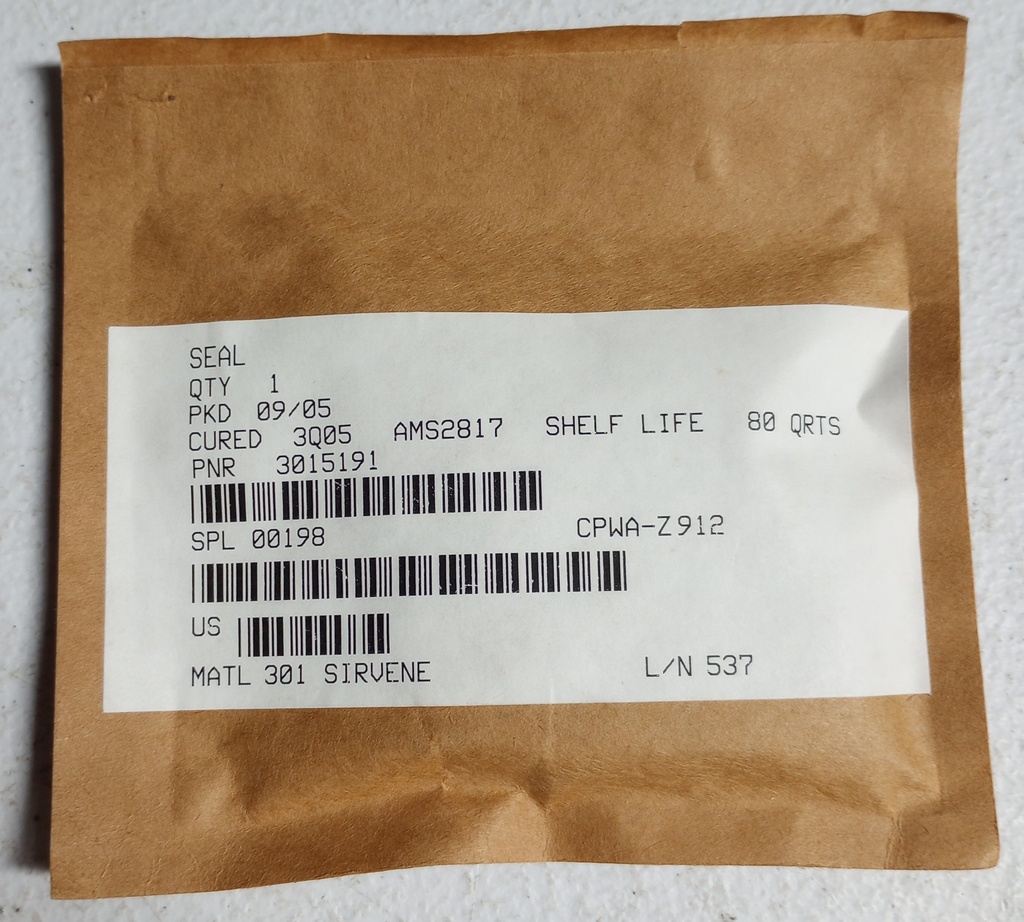 SEAL
QTY 1
PKD 09/05
CURED 3Q05 AMS2817 SHELF LIFE 80 QRTS
PNR 3015191
SPL 00198 CPWA-Z912
US
MATL 301 SIRVENE L/N 537